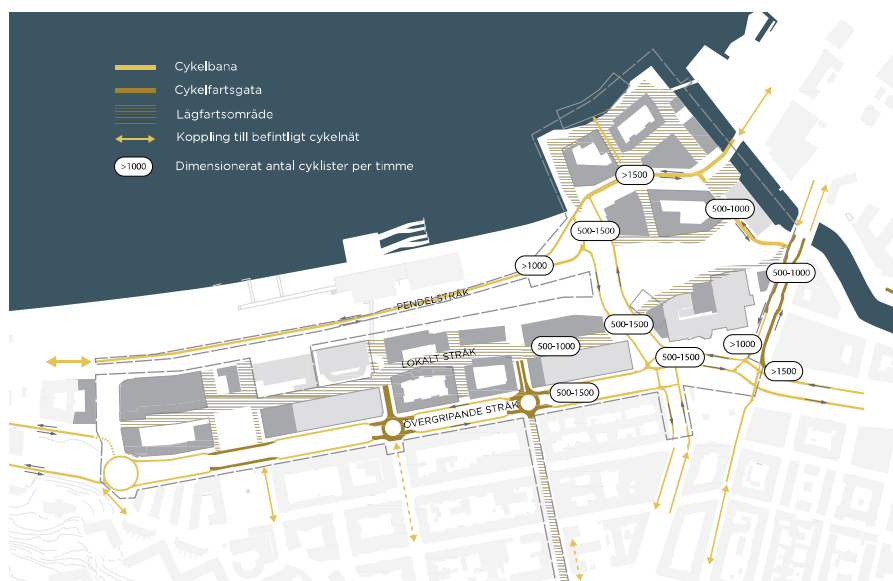 Cykelbana
Cykelfartsgata
Lågfartsområde
Koppling till befintligt cykelnät
>1000 Dimensionerat antal cyklister per timme
>1500
500-1000
500-1500
>1000
500-1000
PENDELSTRÅK
500-1500
500-1000
>1000
LOKALT STRÅK
500-1500
>1500
500-1500
ÖVERGRIPANDE STRÅK